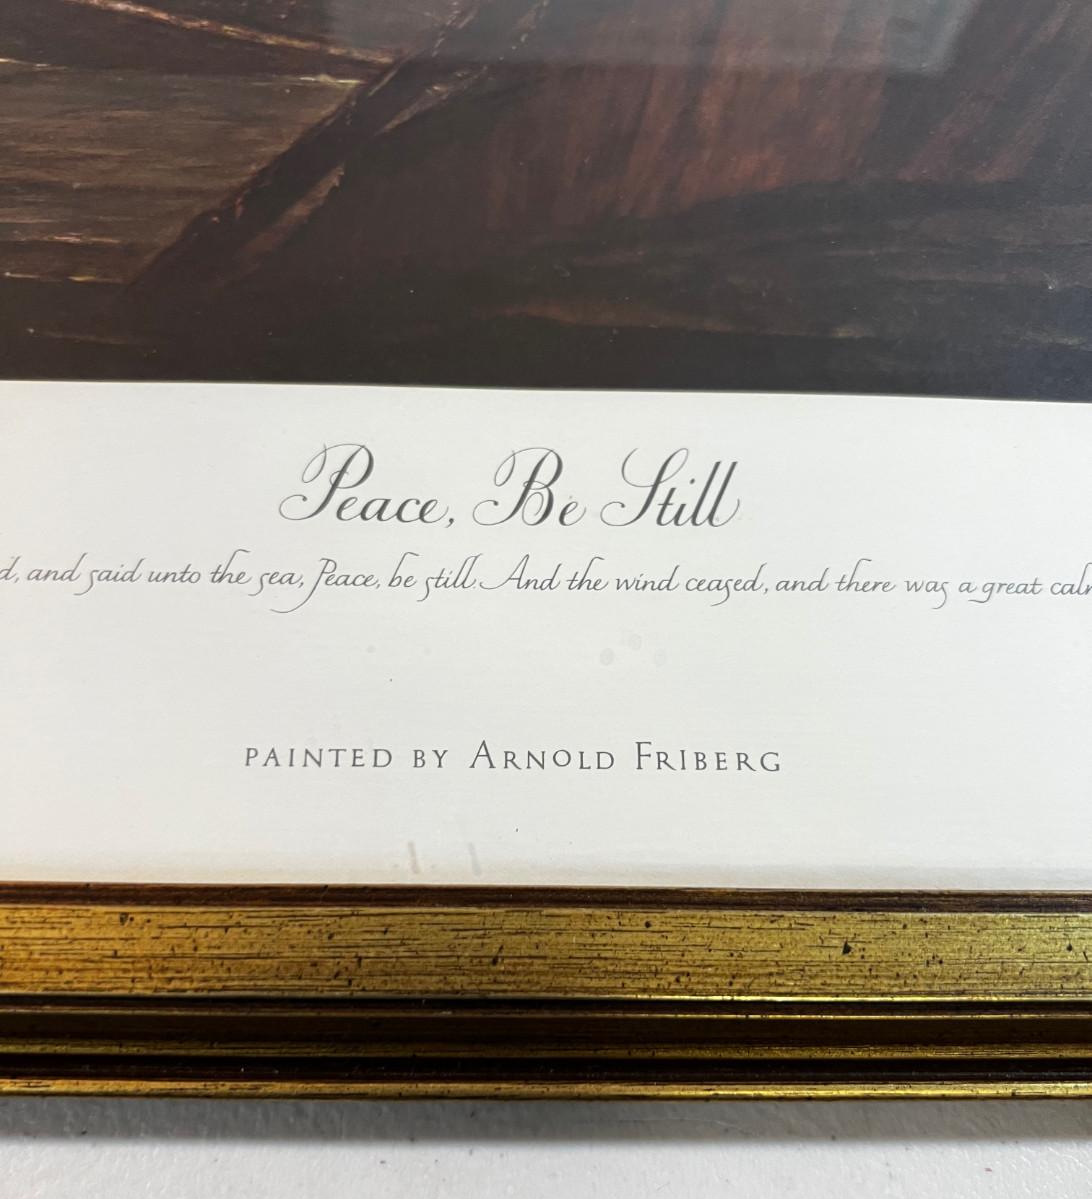 Peace, Be Still
and said unto the sea, Peace, be still. And the wind ceased, and there was a great
PAINTED BY ARNOLD FRIBERG